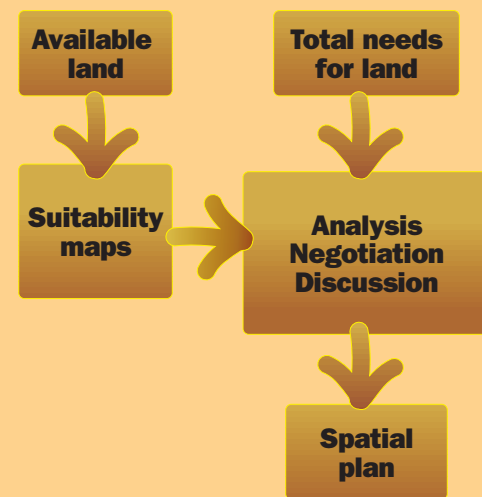 Available
land
Total needs
for land
Suitability
maps
Analysis
Negotiation
Discussion
Spatial
plan